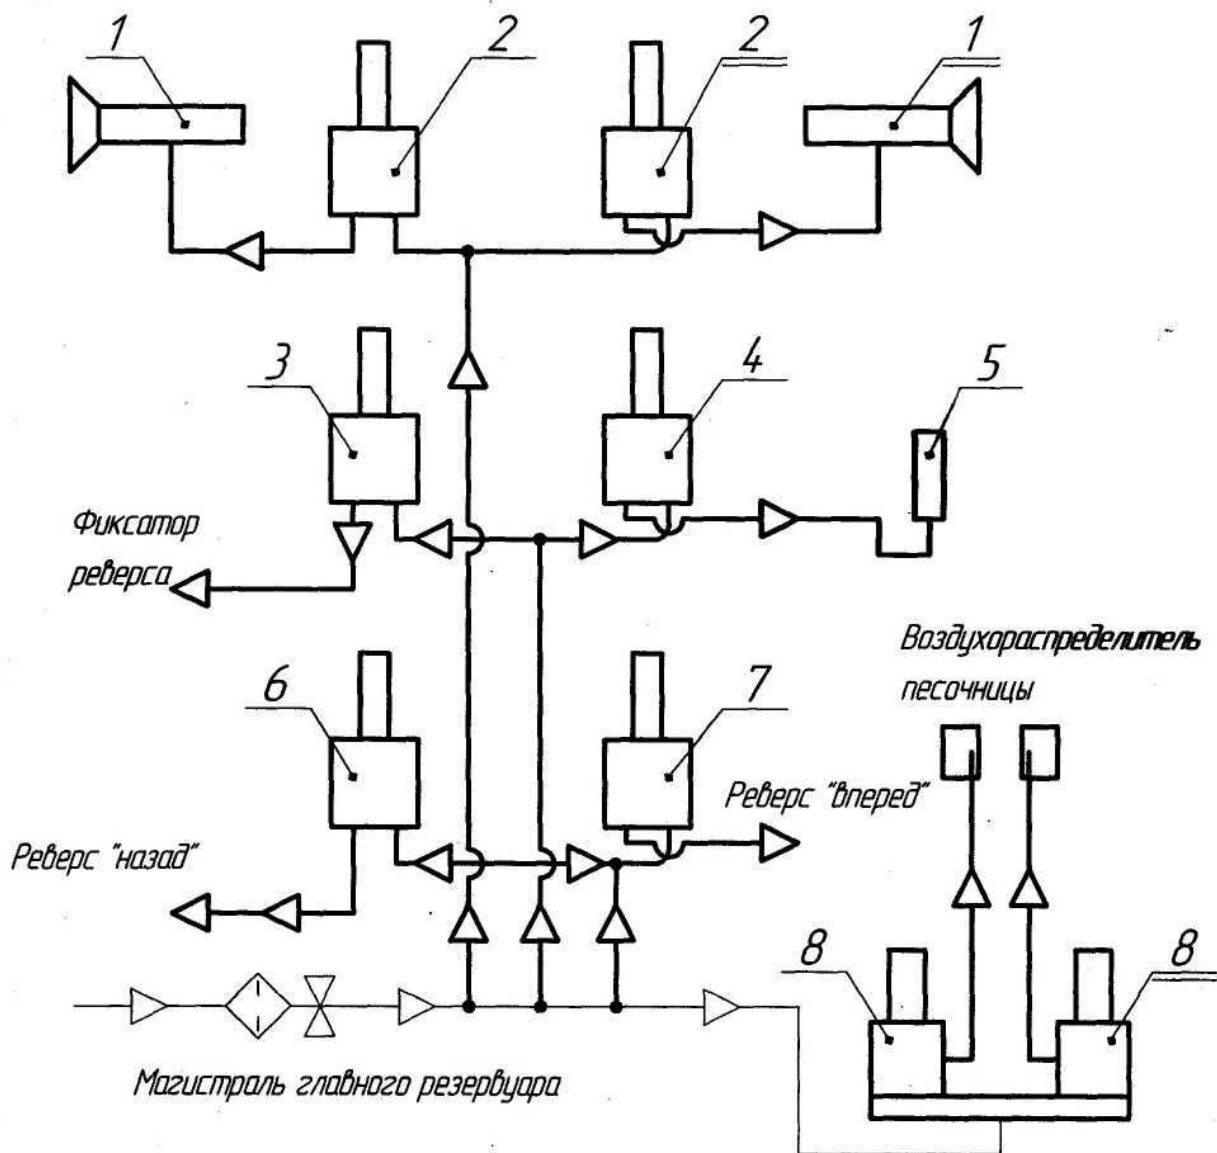 1 2 2 1
3 4 5
Фиксатор
реверса
Воздухораспределитель
песочницы
6 7
Реверс "вперед"
Реверс "назад"
8 8
Магистраль главного резервуара